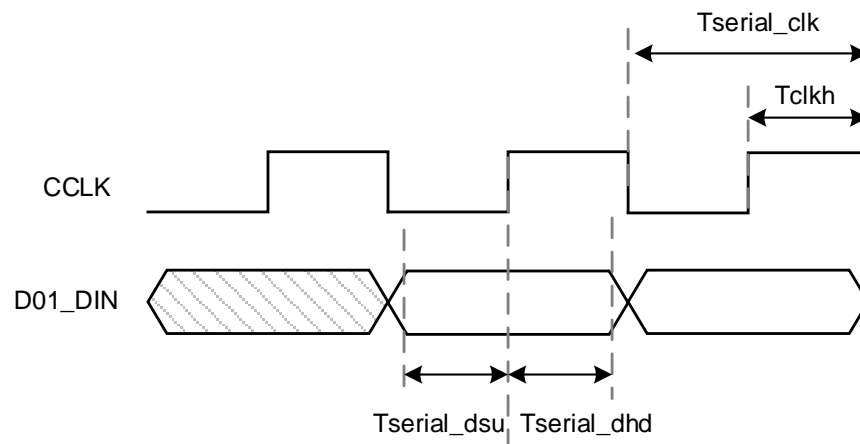 Tserial_clk
Tclkh
CCLK
D01_DIN
Tserial_dsu Tserial_dhd